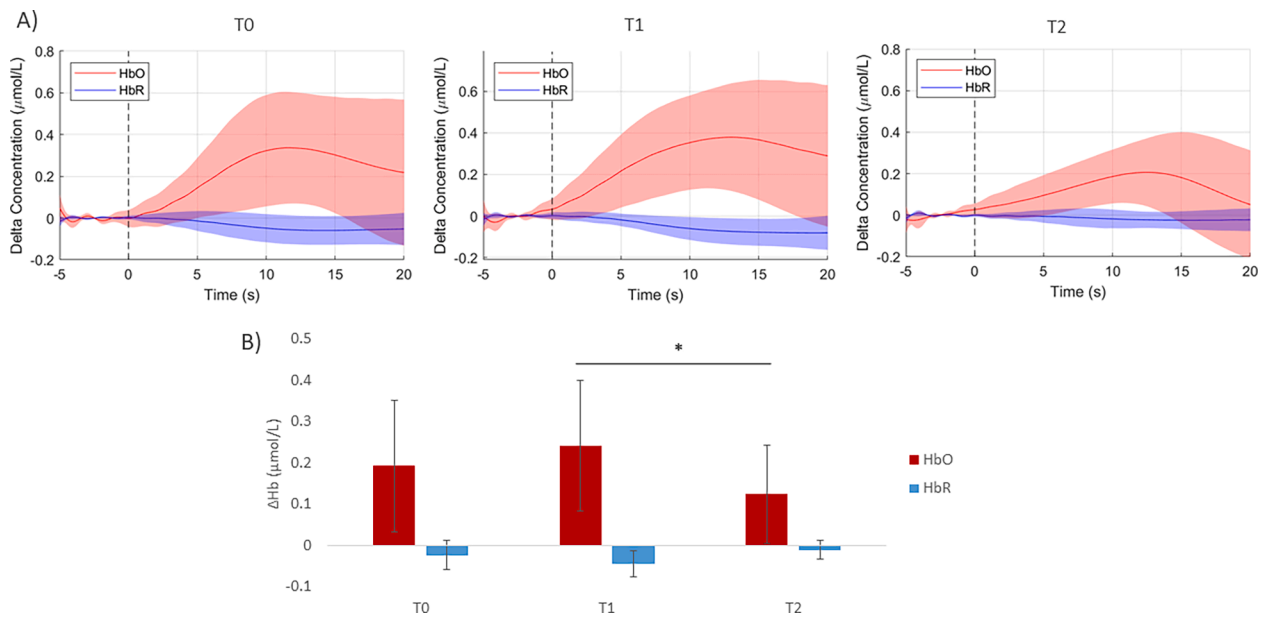 A)
T0
T1
T2
0.8
0.6
0.4
0.2
0
-0.2
Delta Concentration (μmol/L)
HbO
HbR
-5
0
5
10
15
20
Time (s)
0.6
0.4
0.2
0
-0.2
Delta Concentration (μmol/L)
HbO
HbR
-5
0
5
10
15
20
Time (s)
0.8
0.6
0.4
0.2
0
-0.2
Delta Concentration (μmol/L)
HbO
HbR
-5
0
5
10
15
20
Time (s)
B)
0.5
0.4
0.3
0.2
0.1
0
-0.1
ΔHb (μmol/L)
*
T0
T1
T2
HbO
HbR